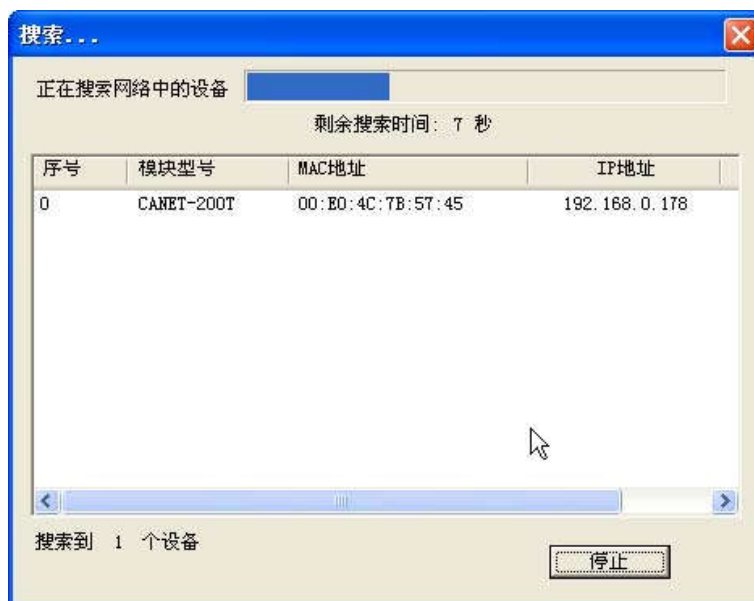 搜索...
正在搜索网络中的设备
剩余搜索时间: 7 秒
序号 模块型号 MAC地址 IP地址
0 CANET-200T 00:E0:4C:7B:57:45 192.168.0.178
搜索到 1 个设备
停止